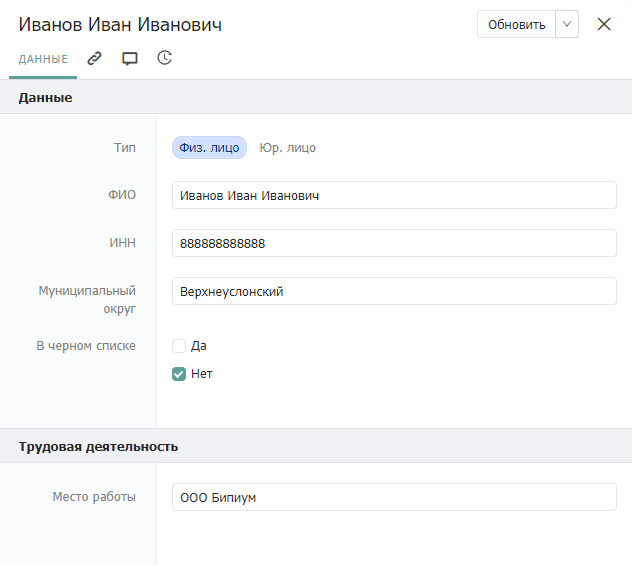 Иванов Иван Иванович
Обновить
ДАННЫЕ
Данные
Тип
Физ. лицо
Юр. лицо
ФИО
Иванов Иван Иванович
ИНН
888888888888
Муниципальный
округ
Верхнеуслонский
В черном списке
Да
Нет
Трудовая деятельность
Место работы
ООО Бипиум